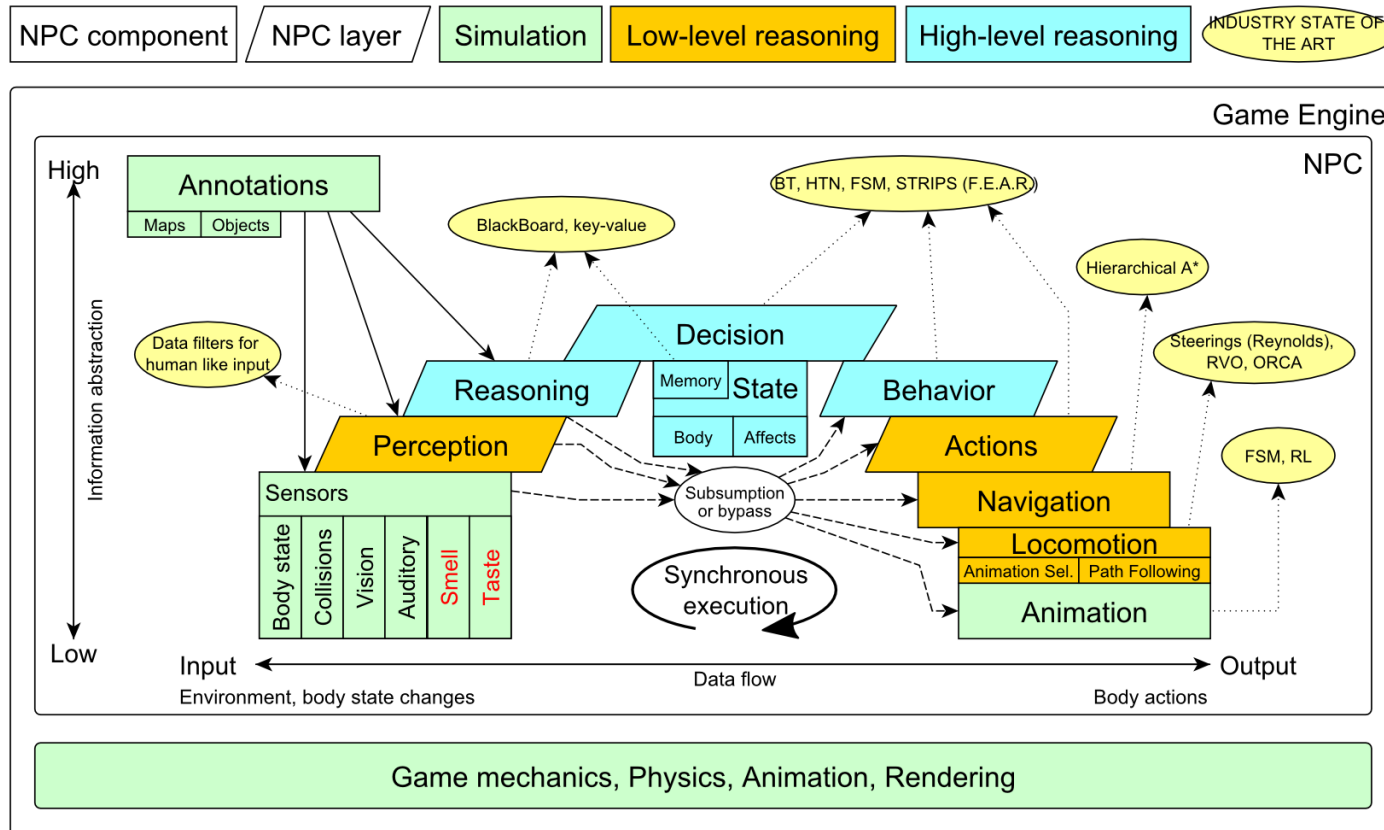 NPC component
NPC layer
Simulation
Low-level reasoning
High-level reasoning
INDUSTRY STATE OF
THE ART
Game Engine
NPC
High
Annotations
Maps
Objects
BlackBoard, key-value
BT, HTN, FSM, STRIPS (F.E.A.R.)
Hierarchical A*
Information abstraction
Data filters for
human like input
Decision
Steerings (Reynolds),
RVO, ORCA
Reasoning
Memory
State
Behavior
Perception
Body
Affects
Actions
FSM, RL
Sensors
Subsumption
or bypass
Navigation
Body state
Collisions
Vision
Auditory
Smell
Taste
Locomotion
Animation Sel.
Path Following
Synchronous
execution
Animation
Low
Input
Data flow
Output
Environment, body state changes
Body actions
Game mechanics, Physics, Animation, Rendering